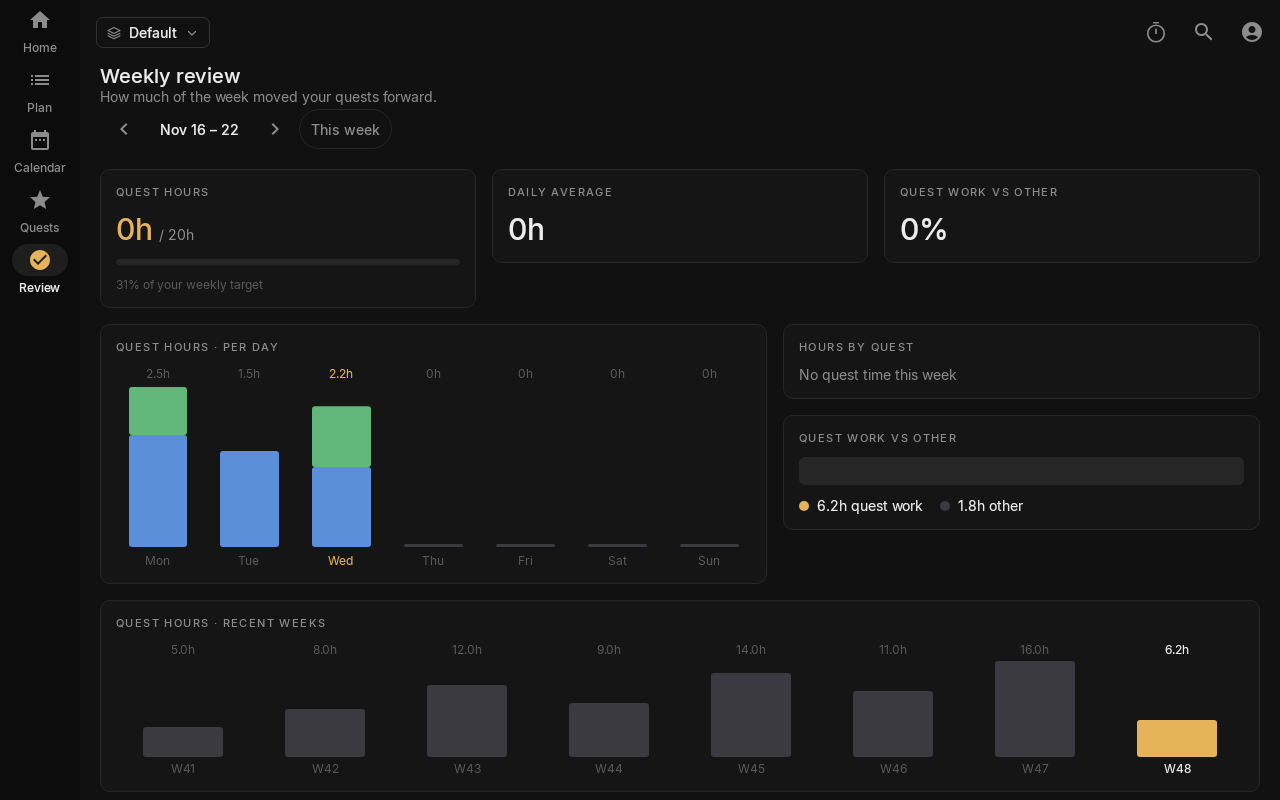 Home
Plan
Calendar
Quests
Review
Default
Weekly review
How much of the week moved your quests forward.
Nov 16 – 22
This week
QUEST HOURS
0h / 20h
31% of your weekly target
DAILY AVERAGE
0h
QUEST WORK VS OTHER
0%
QUEST HOURS · PER DAY
2.5h 1.5h 2.2h 0h 0h 0h 0h
Mon Tue Wed Thu Fri Sat Sun
HOURS BY QUEST
No quest time this week
QUEST WORK VS OTHER
6.2h quest work 1.8h other
QUEST HOURS · RECENT WEEKS
5.0h 8.0h 12.0h 9.0h 14.0h 11.0h 16.0h 6.2h
W41 W42 W43 W44 W45 W46 W47 W48